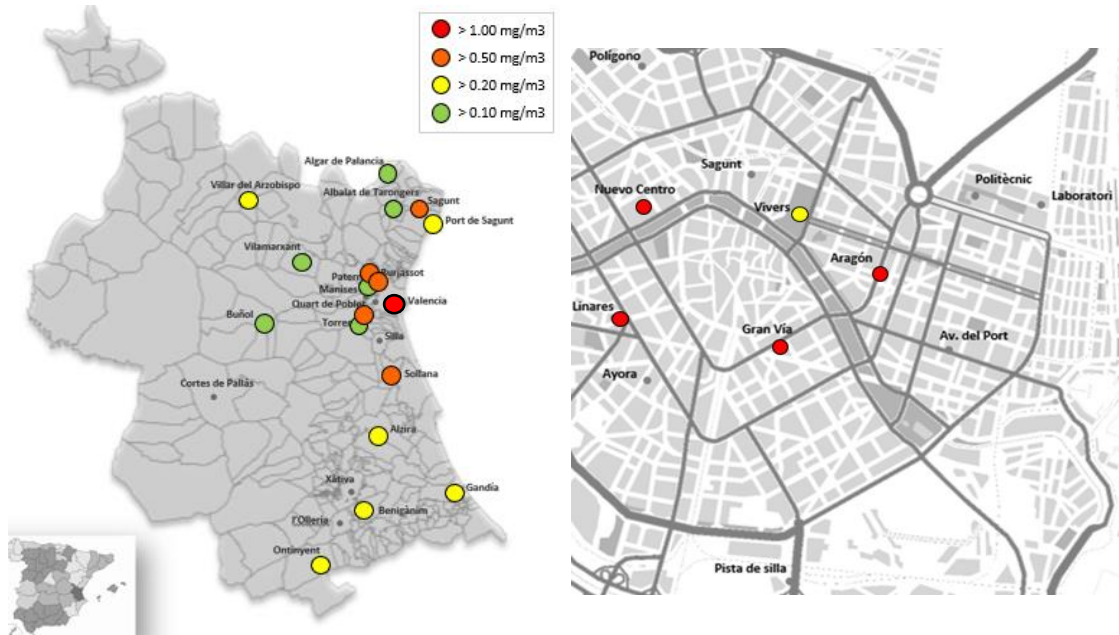 > 1.00 mg/m3
> 0.50 mg/m3
> 0.20 mg/m3
> 0.10 mg/m3
Algar de Palancia
Villar del Arzobispo
Albalat de Tarongers
Sagunt
Port de Sagunt
Vilamarxant
Patern
Burjassot
Manises
Quart de Poblet
Valencia
Buñol
Torrer
Silla
Sollana
Cortes de Pallás
Alzira
Xàtiva
Gandía
Benigànim
l'Olleria
Ontinyent
Polígono
Sagunt
Politècnic
Nuevo Centro
Laboratori
Vivers
Aragón
Linares
Gran Vía
Av. del Port
Ayora
Pista de silla